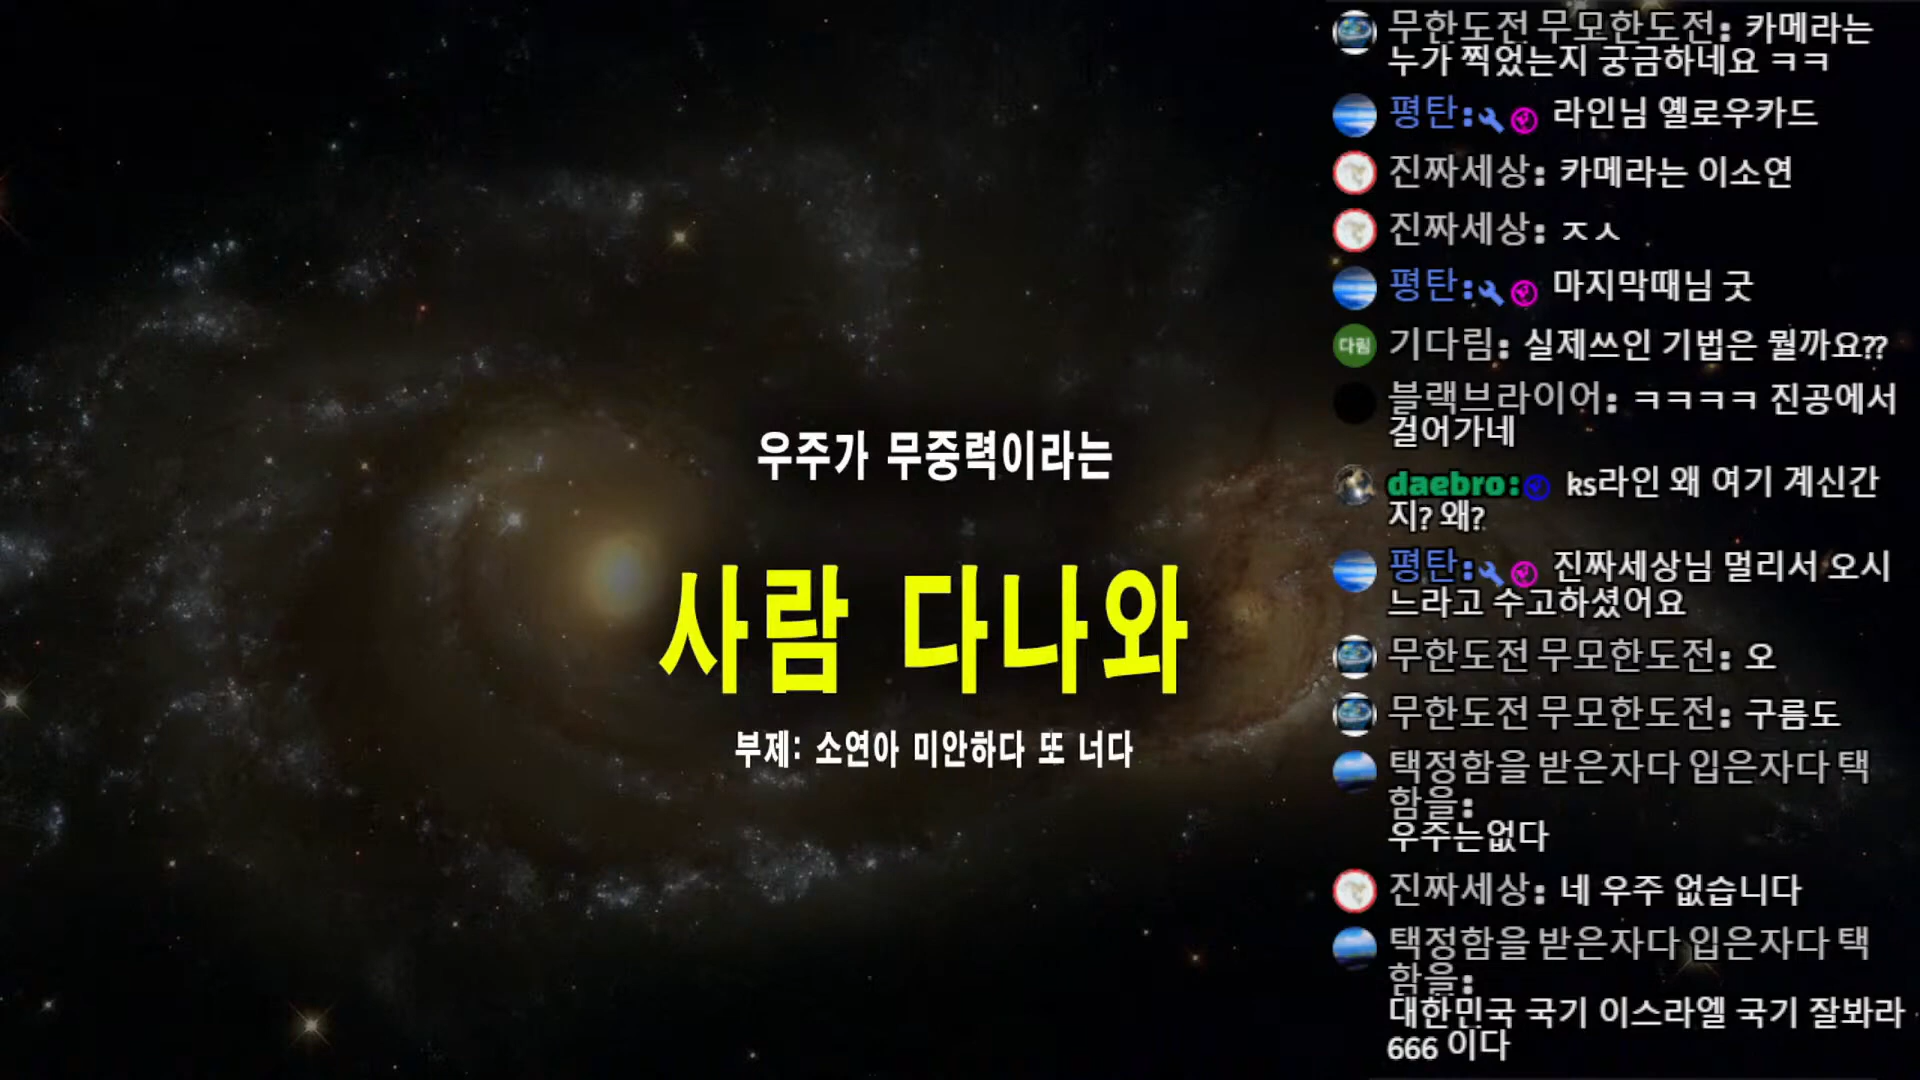 우주가 무중력이라는
사람 다나와
부제: 소연아 미안하다 또 너다
무한도전 무모한도전: 카메라는
누가 찍었는지 궁금하네요 ㅋㅋ
평탄: 라인님 옐로우카드
진짜세상: 카메라는 이소연
진짜세상: ㅈㅅ
평탄: 마지막때님 굿
다림 기다림: 실제쓰인 기법은 뭘까요??
블랙브라이어: ㅋㅋㅋㅋ 진공에서
걸어가네
daebro: ks라인 왜 여기 계신간
지? 왜?
평탄: 진짜세상님 멀리서 오시
느라고 수고하셨어요
무한도전 무모한도전: 오
무한도전 무모한도전: 구름도
택정함을 받은자다 입은자다 택
함을:
우주는없다
진짜세상: 네 우주 없습니다
택정함을 받은자다 입은자다 택
함을:
대한민국 국기 이스라엘 국기 잘봐라
666 이다